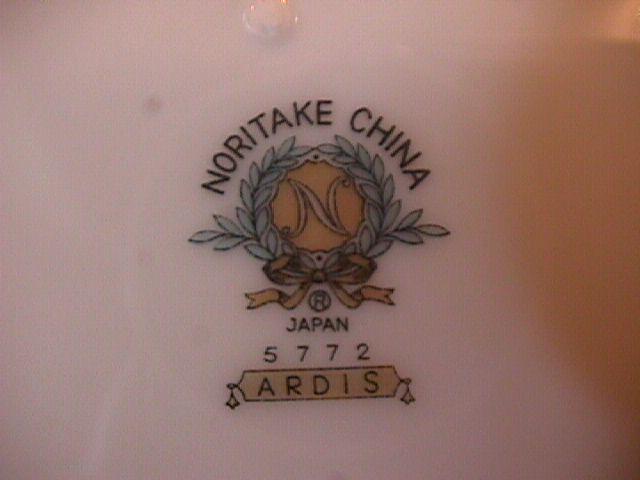 NORITAKE CHINA
N
®
JAPAN
5772
ARDIS